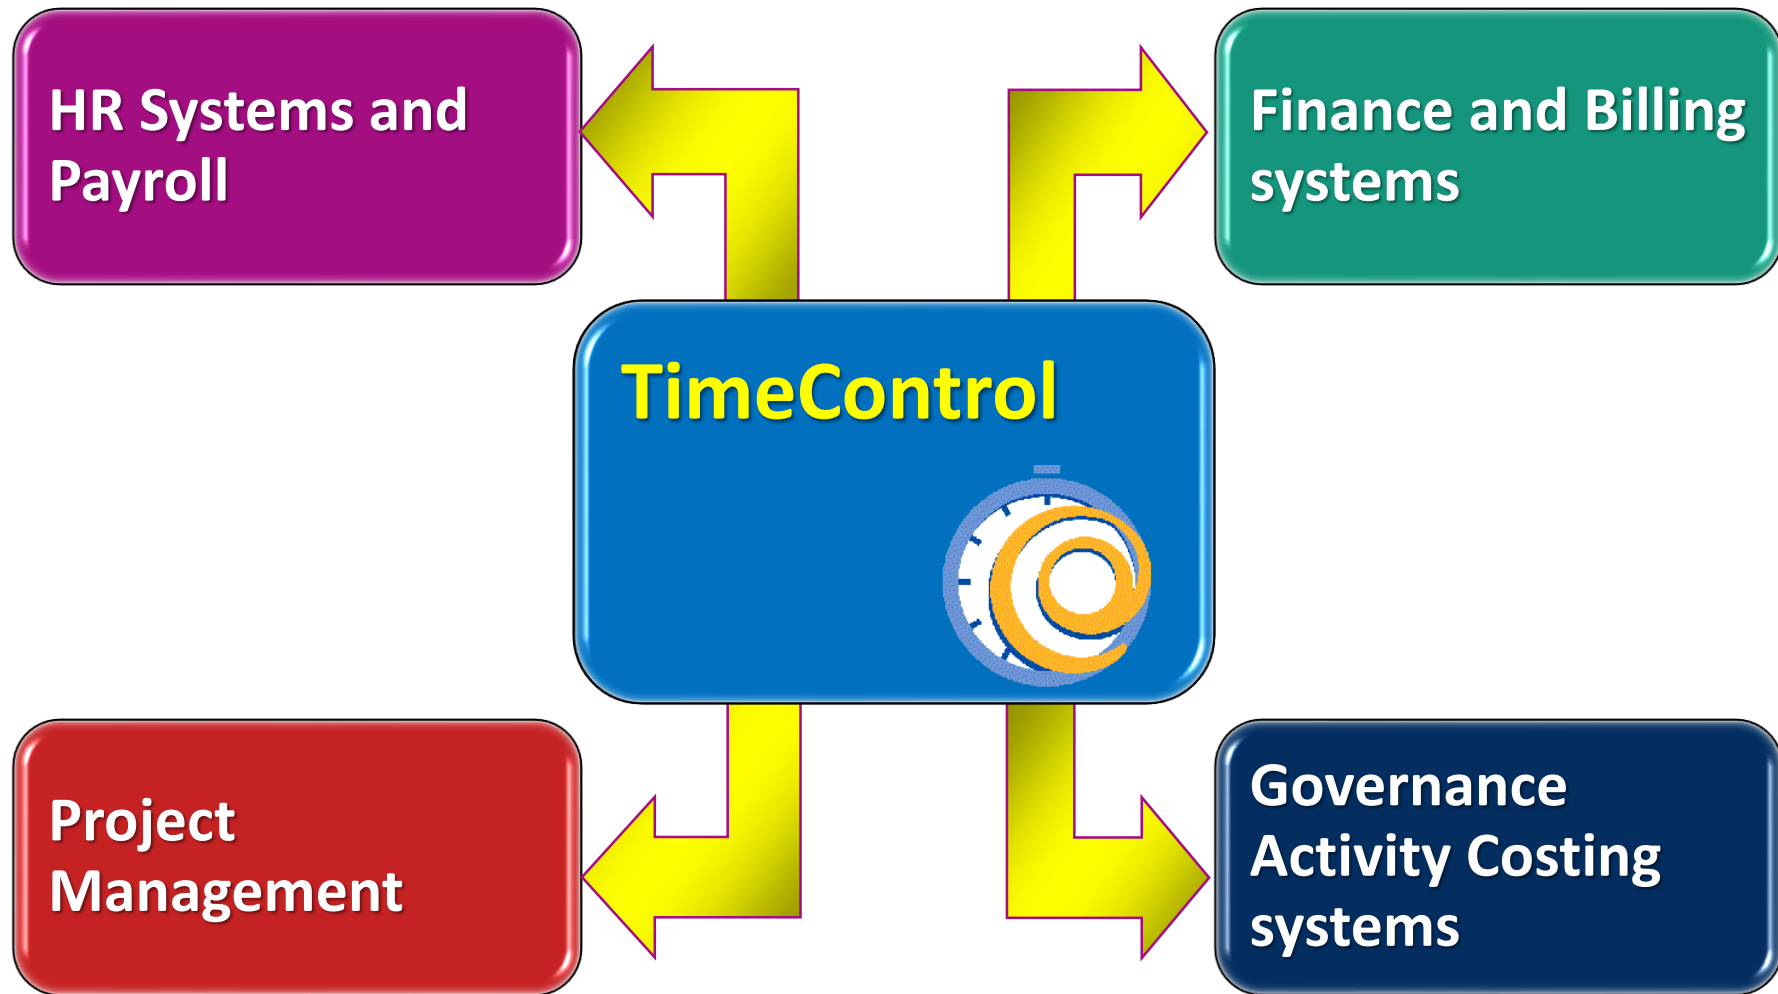 HR Systems and
Payroll
Finance and Billing
systems
TimeControl
Project
Management
Governance
Activity Costing
systems